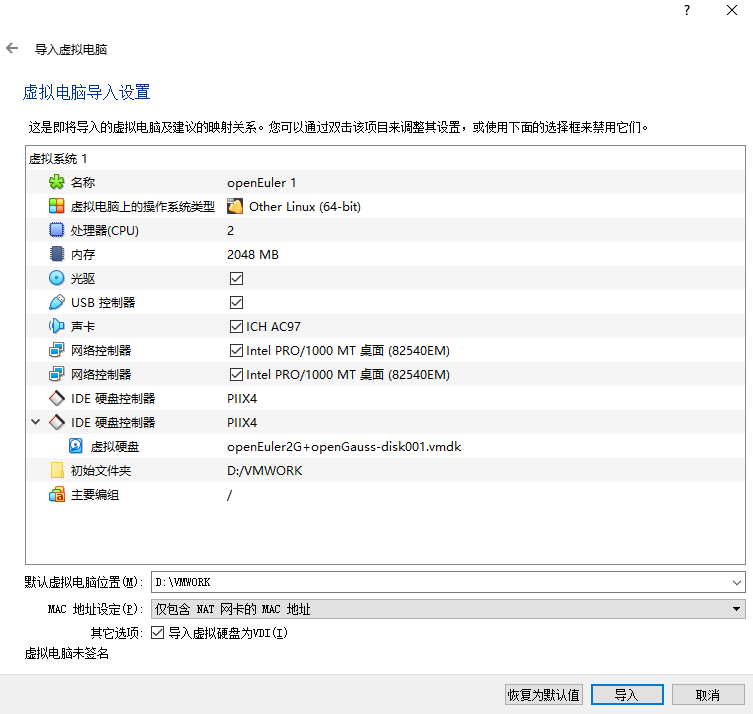 ?
导入虚拟电脑
虚拟电脑导入设置
这是即将导入的虚拟电脑及建议的映射关系。您可以通过双击该项目来调整其设置，或使用下面的选择框来禁用它们。
虚拟系统 1
名称 openEuler 1
虚拟电脑上的操作系统类型 Other Linux (64-bit)
处理器(CPU) 2
内存 2048 MB
光驱
USB 控制器
声卡 ICH AC97
网络控制器 Intel PRO/1000 MT 桌面 (82540EM)
网络控制器 Intel PRO/1000 MT 桌面 (82540EM)
IDE 硬盘控制器 PIIX4
IDE 硬盘控制器 PIIX4
虚拟硬盘 openEuler2G+openGauss-disk001.vmdk
初始文件夹 D:/VMWORK
主要编组 /
默认虚拟电脑位置(M): D:\VMWORK
MAC 地址设定(P): 仅包含 NAT 网卡的 MAC 地址
其它选项: 导入虚拟硬盘为VDI(I)
虚拟电脑未签名
恢复为默认值 导入 取消